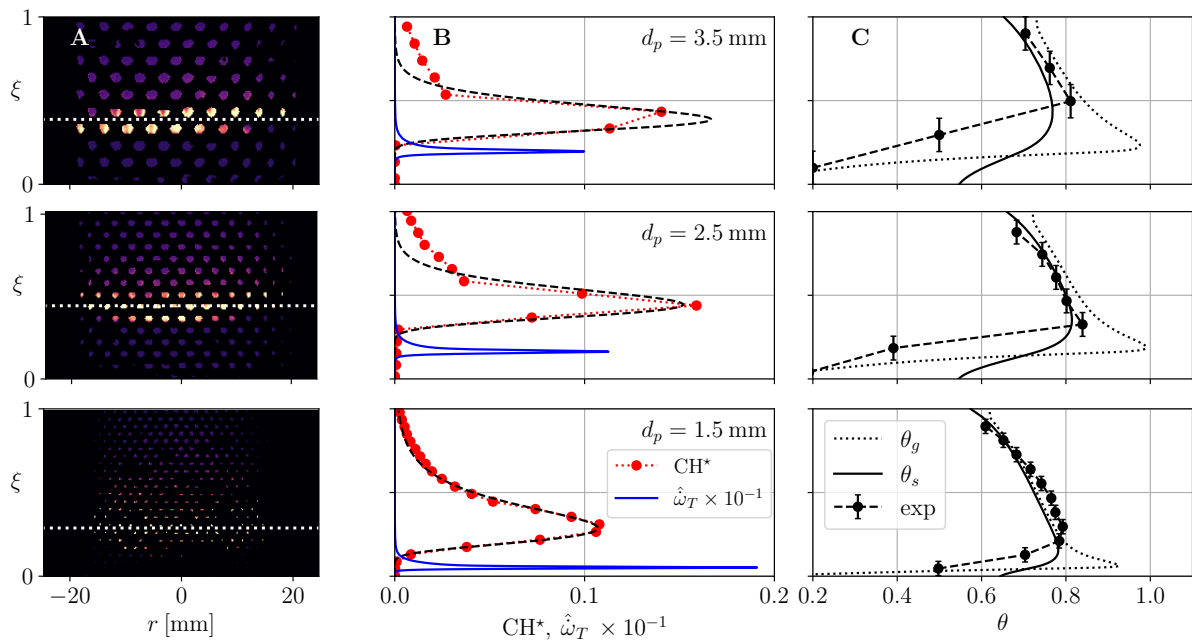 A
B
C
1
ξ
0
d_p = 3.5 mm
1
ξ
0
d_p = 2.5 mm
1
ξ
0
d_p = 1.5 mm
CH⋆
ω̂_T × 10⁻¹
θ_g
θ_s
exp
−20 0 20
r [mm]
0.0 0.1 0.2
CH⋆, ω̂_T × 10⁻¹
0.2 0.4 0.6 0.8 1.0
θ